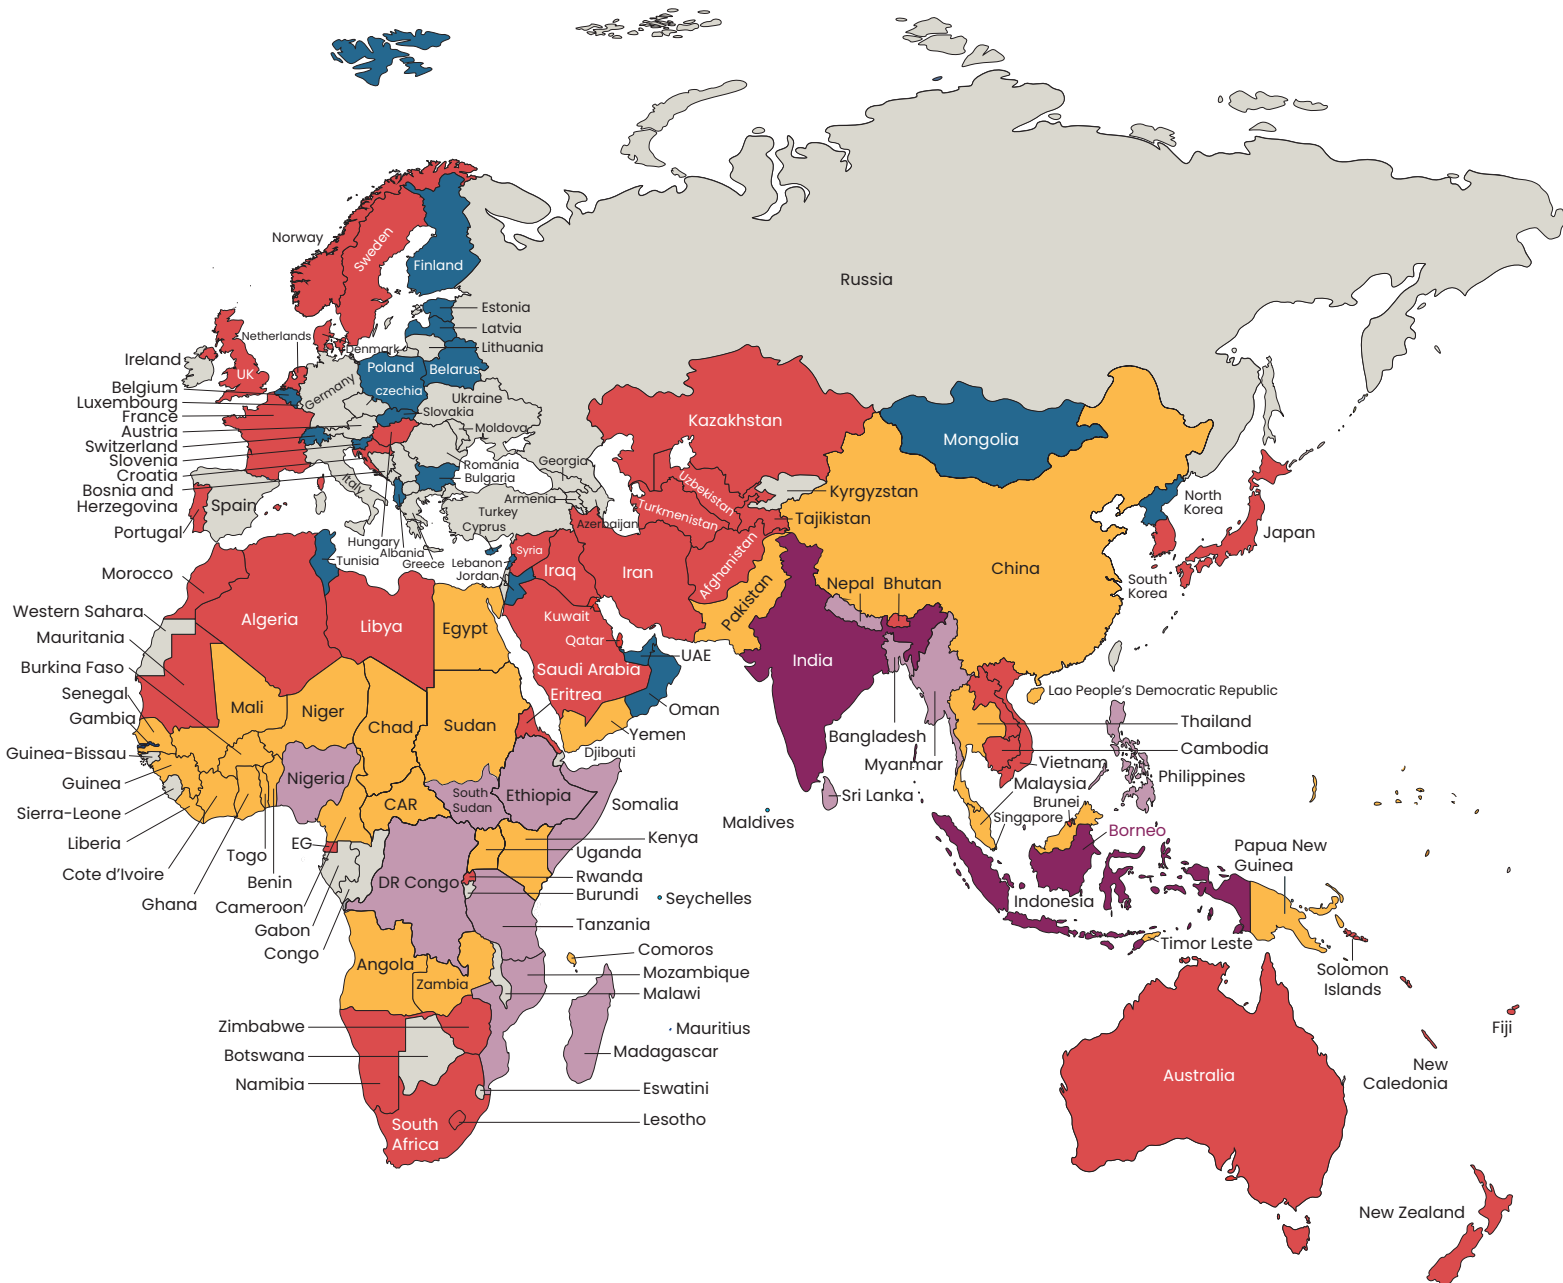 Norway
Sweden
Finland
Russia
Estonia
Latvia
Lithuania
Netherlands
Denmark
Ireland
UK
Poland
Belarus
Belgium
Germany
czechia
Luxembourg
Ukraine
France
Slovakia
Austria
Moldova
Switzerland
Slovenia
Croatia
Romania
Georgia
Bulgaria
Bosnia and
Herzegovina
Italy
Spain
Armenia
Turkey
Azerbaijan
Cyprus
Portugal
Hungary
Albania
Greece
Kazakhstan
Mongolia
Uzbekistan
Kyrgyzstan
Turkmenistan
Tajikistan
North
Korea
Japan
South
Korea
China
Tunisia
Lebanon
Jordan
Syria
Iraq
Iran
Afghanistan
Pakistan
Nepal
Bhutan
Morocco
Western Sahara
Mauritania
Burkina Faso
Senegal
Gambia
Guinea-Bissau
Guinea
Sierra-Leone
Liberia
Cote d’Ivoire
Ghana
Togo
Benin
Algeria
Libya
Egypt
Kuwait
Qatar
Saudi Arabia
UAE
Eritrea
Oman
Yemen
Djibouti
Mali
Niger
Chad
Sudan
Nigeria
CAR
South
Sudan
Ethiopia
Somalia
EG
Cameroon
Gabon
Congo
DR Congo
Kenya
Uganda
Rwanda
Burundi
Seychelles
Tanzania
Comoros
Mozambique
Malawi
Angola
Zambia
Mauritius
Madagascar
Zimbabwe
Botswana
Namibia
Eswatini
Lesotho
South
Africa
India
Lao People’s Democratic Republic
Thailand
Bangladesh
Cambodia
Myanmar
Vietnam
Philippines
Malaysia
Sri Lanka
Brunei
Maldives
Singapore
Borneo
Papua New
Guinea
Indonesia
Timor Leste
Solomon
Islands
Fiji
New
Caledonia
Australia
New Zealand